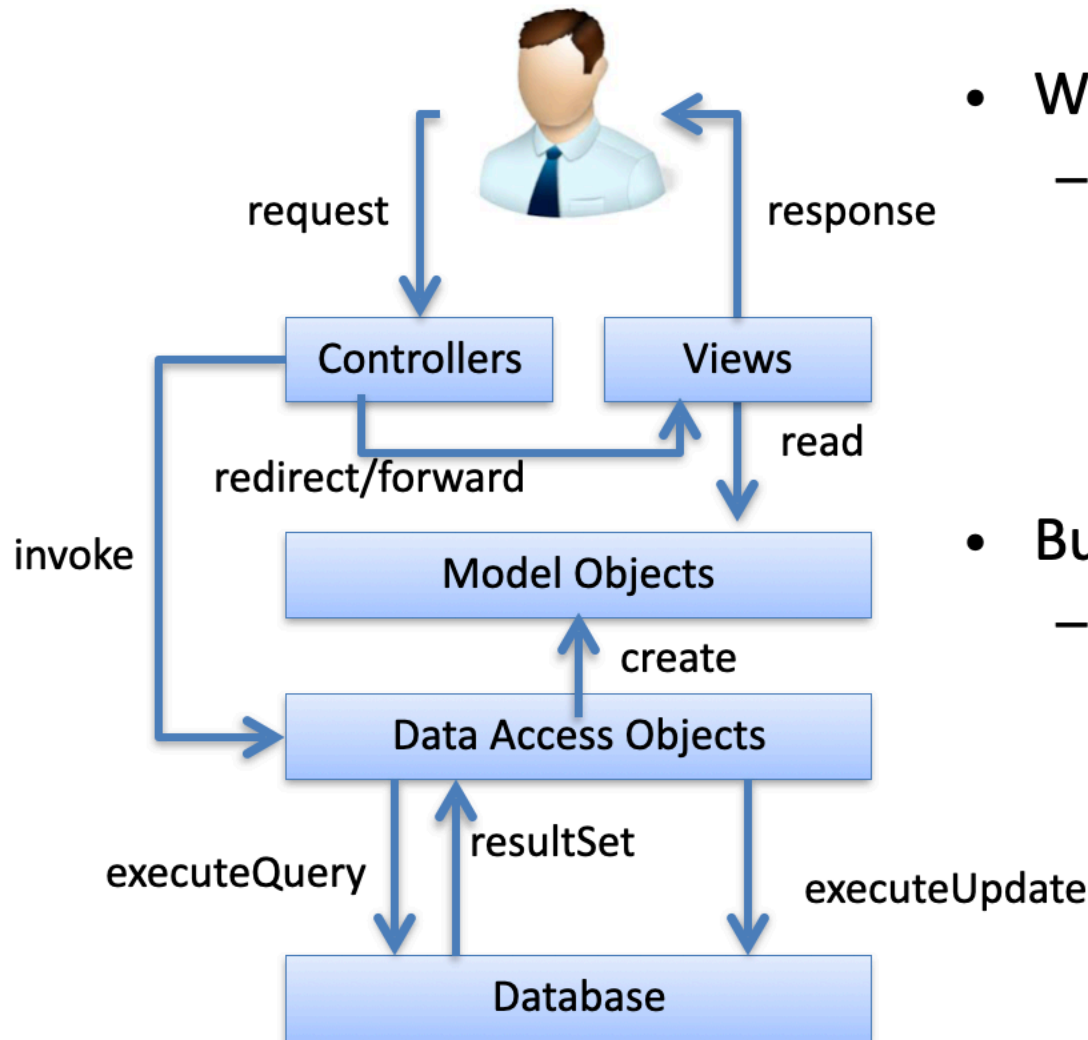 • W
–
request
response
Controllers
Views
read
redirect/forward
invoke
• Bu
–
Model Objects
create
Data Access Objects
resultSet
executeQuery
executeUpdate
Database